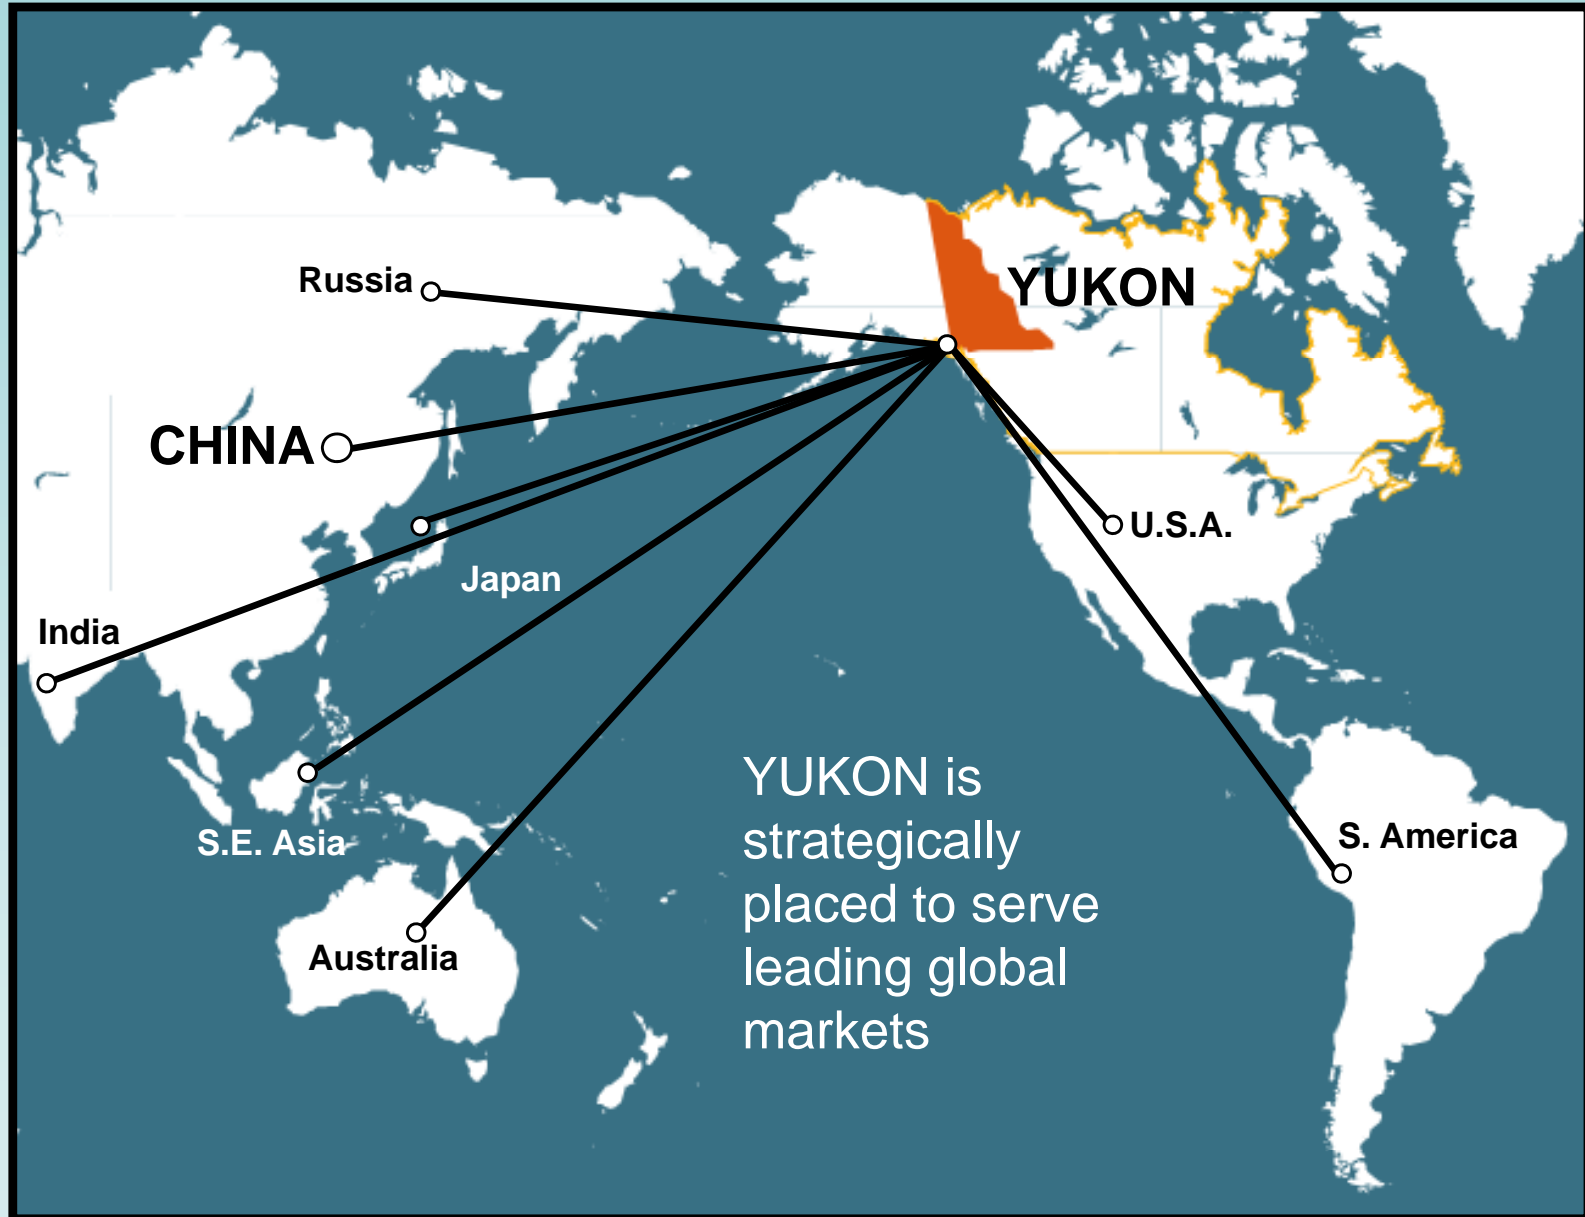 Russia
YUKON
CHINA
U.S.A.
Japan
India
YUKON is
strategically
placed to serve
leading global
markets
S.E. Asia
S. America
Australia